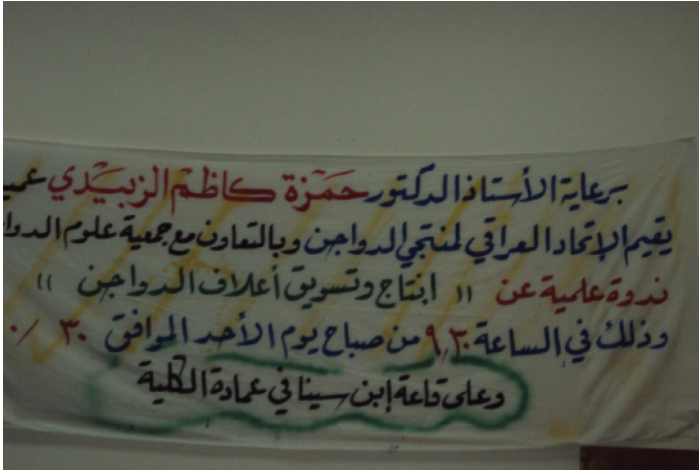 برعاية الأستاذ الدكتور حمزة كاظم الزبيدي
يقيم الإتحاد العراقي لمنتجي الدواجن وبالتعاون مع جمعية علوم
ندوة علمية عن (( إنتاج وتسويق أعلاف الدواجن ))
وذلك في الساعة ٩,٣٠ من صباح يوم الأحد الموافق ٣٠ /
وعلى قاعة إبن سينا في عمادة الكلية